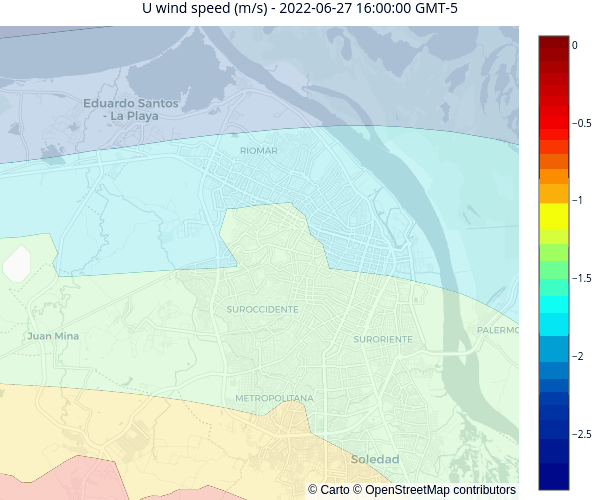 U wind speed (m/s) - 2022-06-27 16:00:00 GMT-5
0
−0.5
−1
−1.5
−2
−2.5
Eduardo Santos
- La Playa
RIOMAR
SUROCCIDENTE
Juan Mina
SURORIENTE
PALERMO
METROPOLITANA
Soledad
© Carto © OpenStreetMap contributors